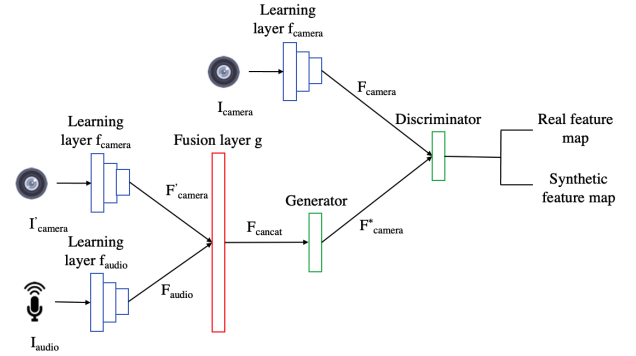 Learning
layer f_camera
I_camera
F_camera
Discriminator
Real feature
map
Synthetic
feature map
Learning
layer f_camera
Fusion layer g
F'_camera
I'_camera
Generator
F_cancat
F*_camera
Learning
layer f_audio
F_audio
I_audio